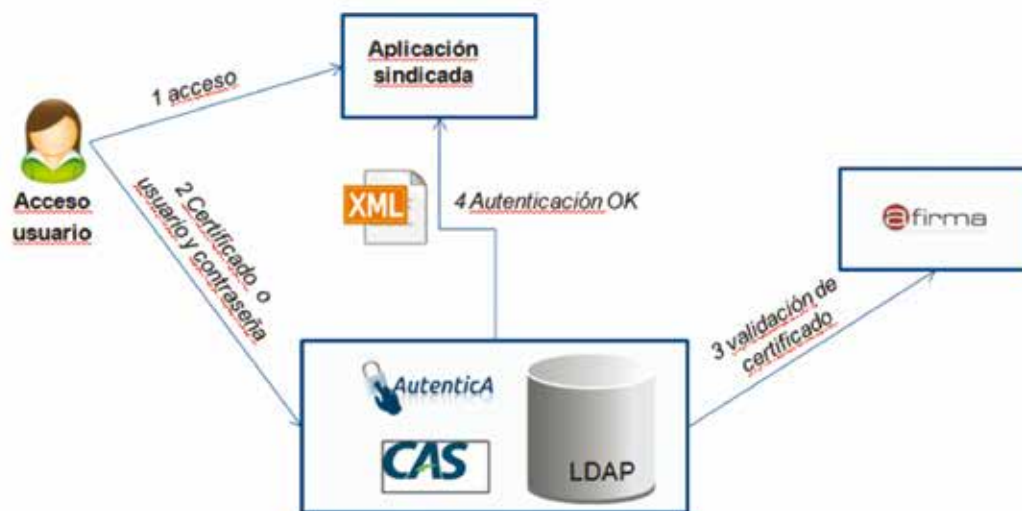 Aplicación
sindicada
1 acceso
Acceso
usuario
2 Certificado o
usuario y contraseña
XML
4 Autenticación OK
@firma
3 validación de
certificado
AutenticA
CAS
LDAP